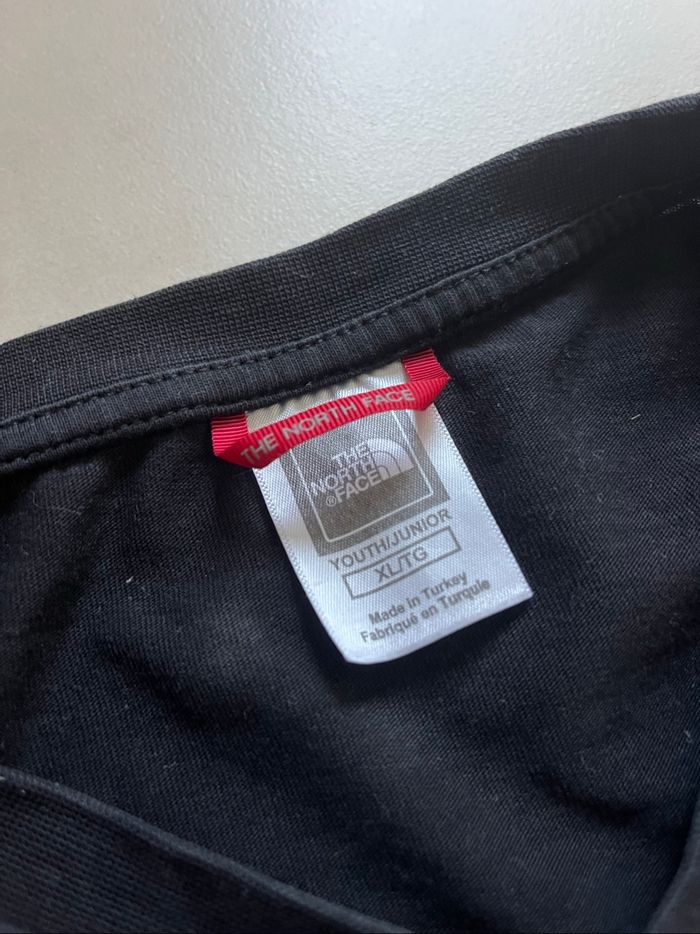 THE NORTH FACE
THE
NORTH
FACE
YOUTH/JUNIOR
XL/TG
Made in Turkey
Fabriqué en Turquie